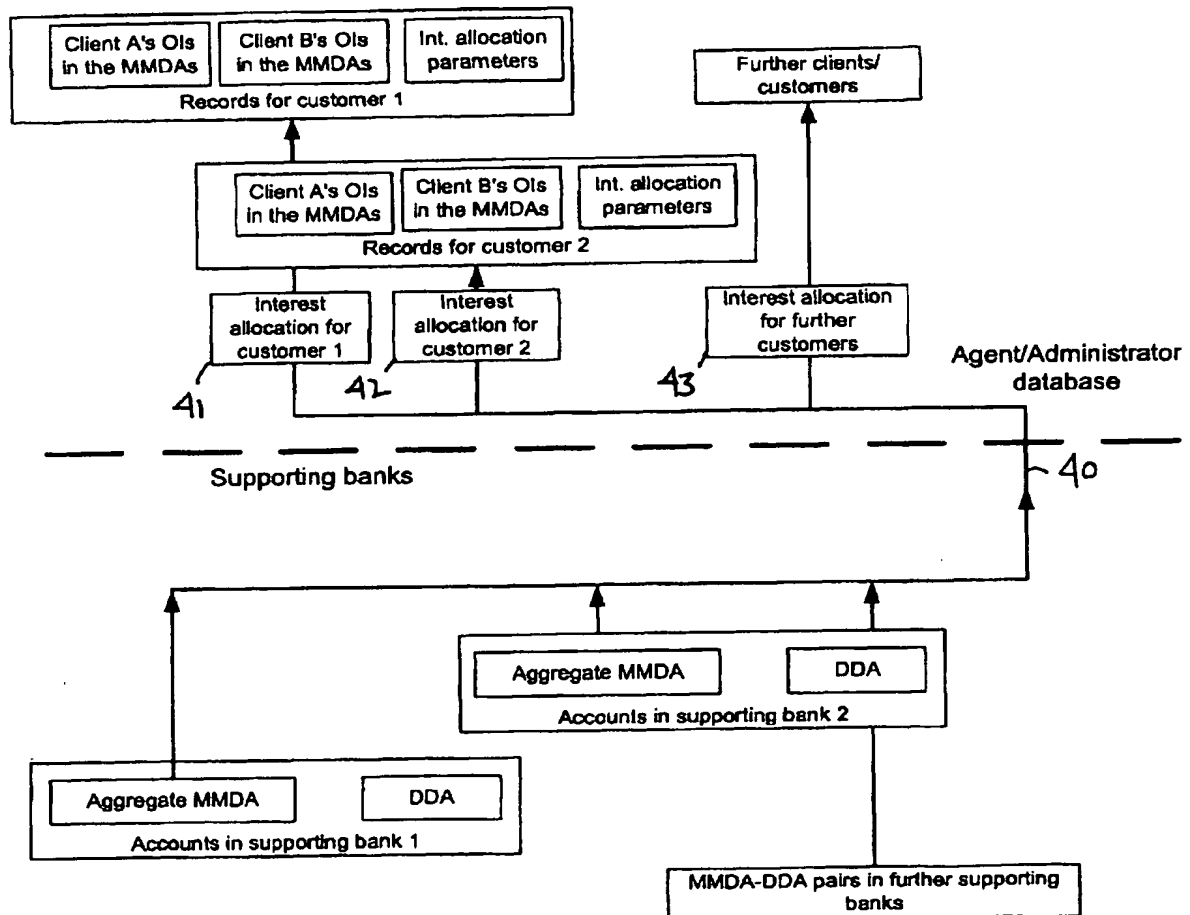 Client A's OIs
in the MMDAs
Client B's OIs
in the MMDAs
Int. allocation
parameters
Records for customer 1
Further clients/
customers
Client A's OIs
in the MMDAs
Client B's OIs
in the MMDAs
Int. allocation
parameters
Records for customer 2
Interest
allocation for
customer 1
Interest
allocation for
customer 2
Interest allocation
for further
customers
41
42
43
Agent/Administrator
database
40
Supporting banks
Aggregate MMDA
DDA
Accounts in supporting bank 2
Aggregate MMDA
DDA
Accounts in supporting bank 1
MMDA-DDA pairs in further supporting
banks